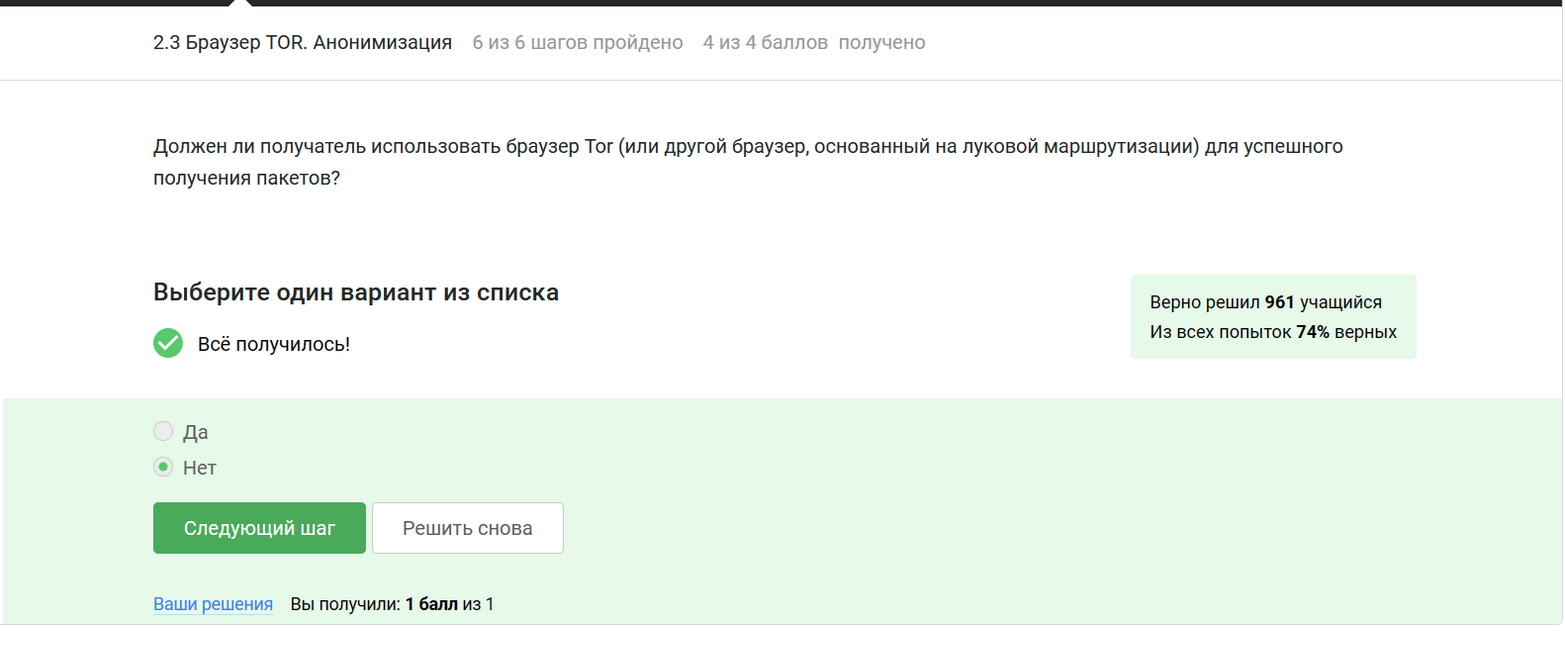 2.3 Браузер TOR. Анонимизация 6 из 6 шагов пройдено 4 из 4 баллов получено
Должен ли получатель использовать браузер Tor (или другой браузер, основанный на луковой маршрутизации) для успешного
получения пакетов?
Выберите один вариант из списка
Верно решил 961 учащийся
Из всех попыток 74% верных
Всё получилось!
Да
Нет
Следующий шаг
Решить снова
Ваши решения Вы получили: 1 балл из 1